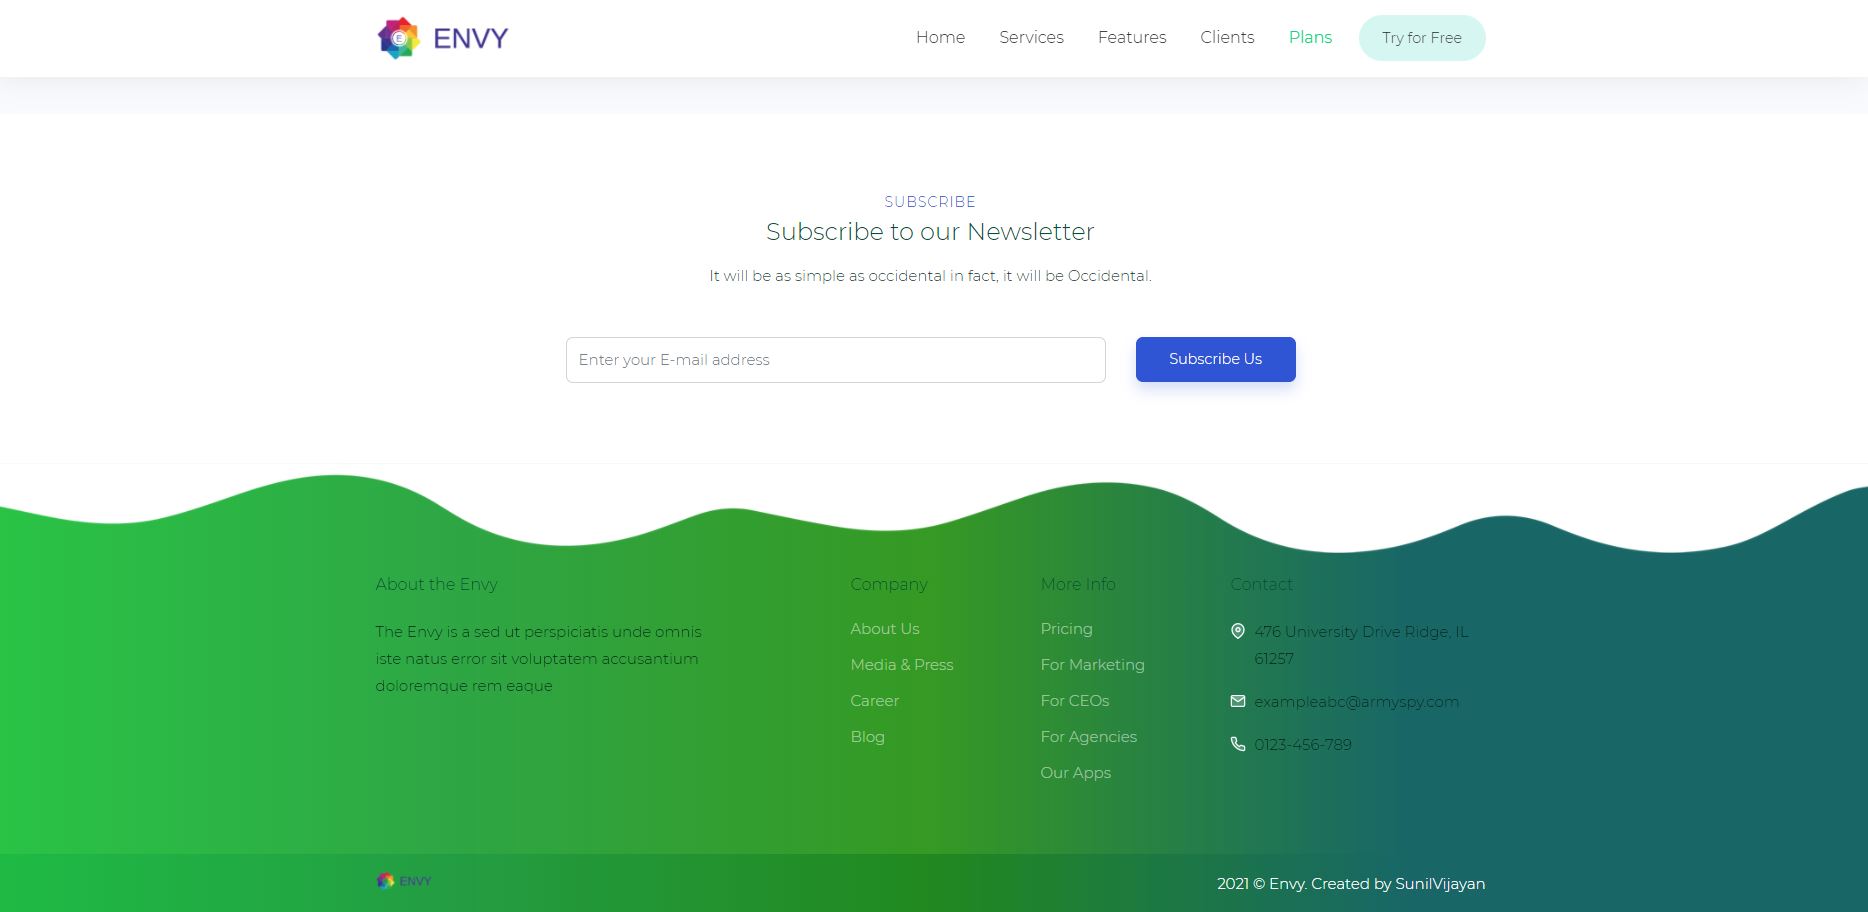 E ENVY
Home Services Features Clients Plans Try for Free
SUBSCRIBE
Subscribe to our Newsletter
It will be as simple as occidental in fact, it will be Occidental.
Enter your E-mail address
Subscribe Us
About the Envy
The Envy is a sed ut perspiciatis unde omnis
iste natus error sit voluptatem accusantium
doloremque rem eaque
Company
About Us
Media & Press
Career
Blog
More Info
Pricing
For Marketing
For CEOs
For Agencies
Our Apps
Contact
476 University Drive Ridge, IL
61257
exampleabc@armyspy.com
0123-456-789
ENVY
2021 © Envy. Created by SunilVijayan